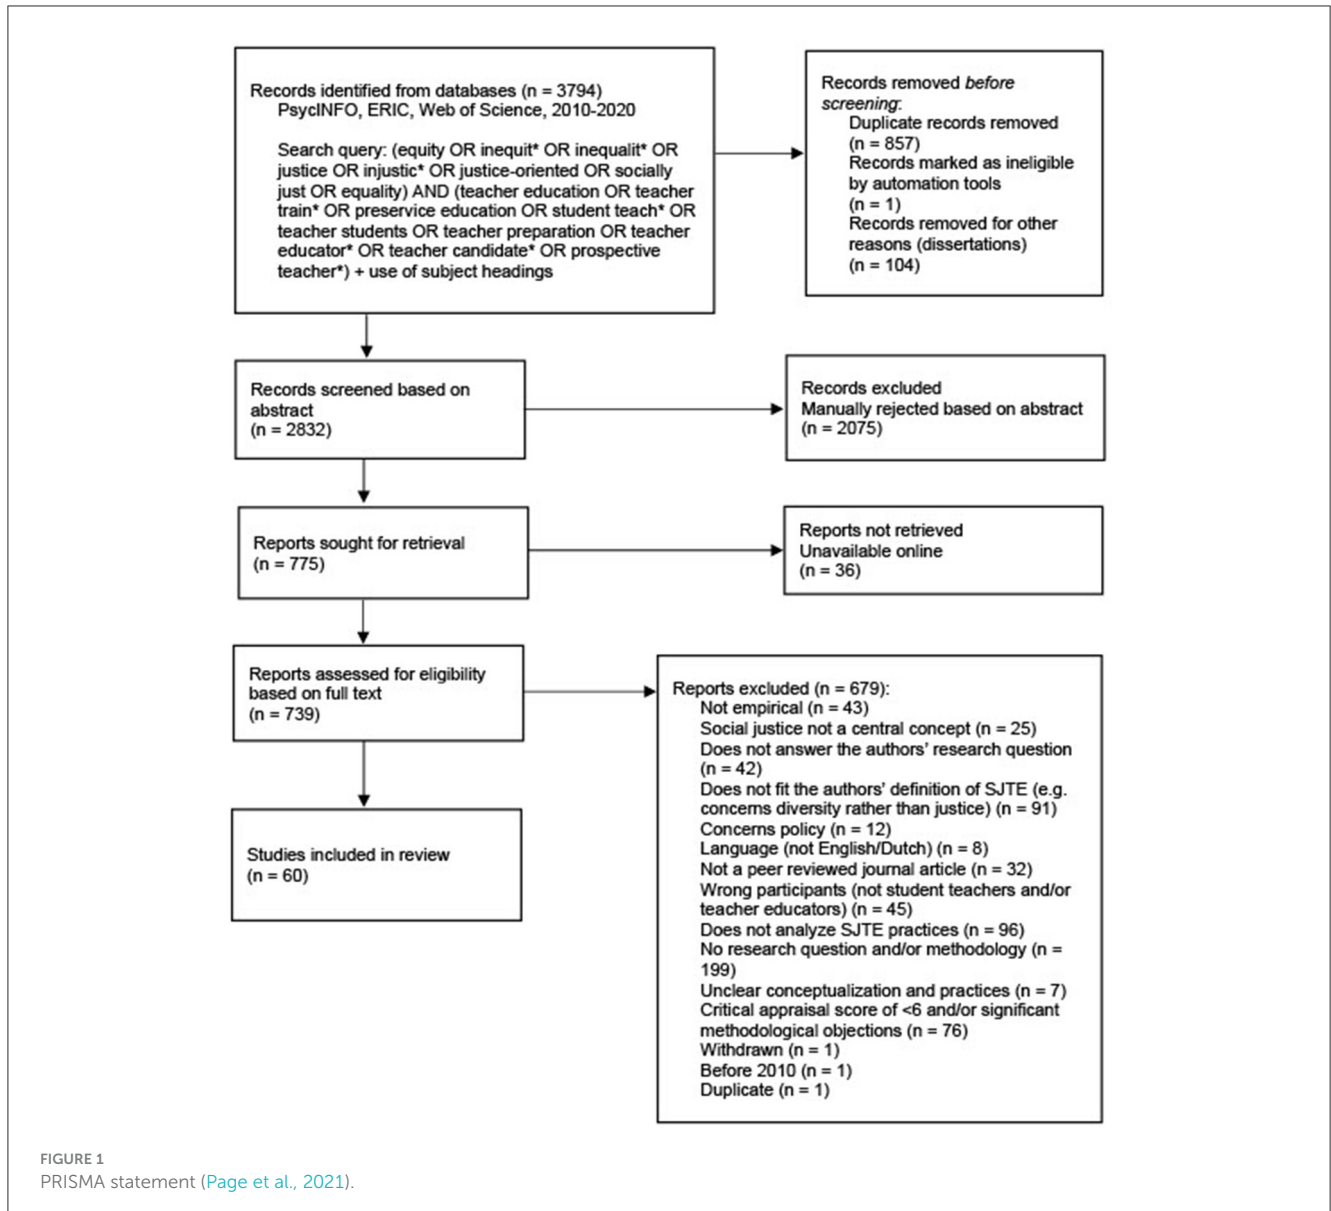 Records identified from databases (n = 3794)
PsycINFO, ERIC, Web of Science, 2010-2020
Search query: (equity OR inequit* OR inequalit* OR
justice OR injustic* OR justice-oriented OR socially
just OR equality) AND (teacher education OR teacher
train* OR preservice education OR student teach* OR
teacher students OR teacher preparation OR teacher
educator* OR teacher candidate* OR prospective
teacher*) + use of subject headings
Records removed before
screening:
Duplicate records removed
(n = 857)
Records marked as ineligible
by automation tools
(n = 1)
Records removed for other
reasons (dissertations)
(n = 104)
Records screened based on
abstract
(n = 2832)
Records excluded
Manually rejected based on abstract
(n = 2075)
Reports sought for retrieval
(n = 775)
Reports not retrieved
Unavailable online
(n = 36)
Reports assessed for eligibility
based on full text
(n = 739)
Reports excluded (n = 679):
Not empirical (n = 43)
Social justice not a central concept (n = 25)
Does not answer the authors' research question
(n = 42)
Does not fit the authors' definition of SJTE (e.g.
concerns diversity rather than justice) (n = 91)
Concerns policy (n = 12)
Language (not English/Dutch) (n = 8)
Not a peer reviewed journal article (n = 32)
Wrong participants (not student teachers and/or
teacher educators) (n = 45)
Does not analyze SJTE practices (n = 96)
No research question and/or methodology (n =
199)
Unclear conceptualization and practices (n = 7)
Critical appraisal score of <6 and/or significant
methodological objections (n = 76)
Withdrawn (n = 1)
Before 2010 (n = 1)
Duplicate (n = 1)
Studies included in review
(n = 60)
FIGURE 1
PRISMA statement (Page et al., 2021).